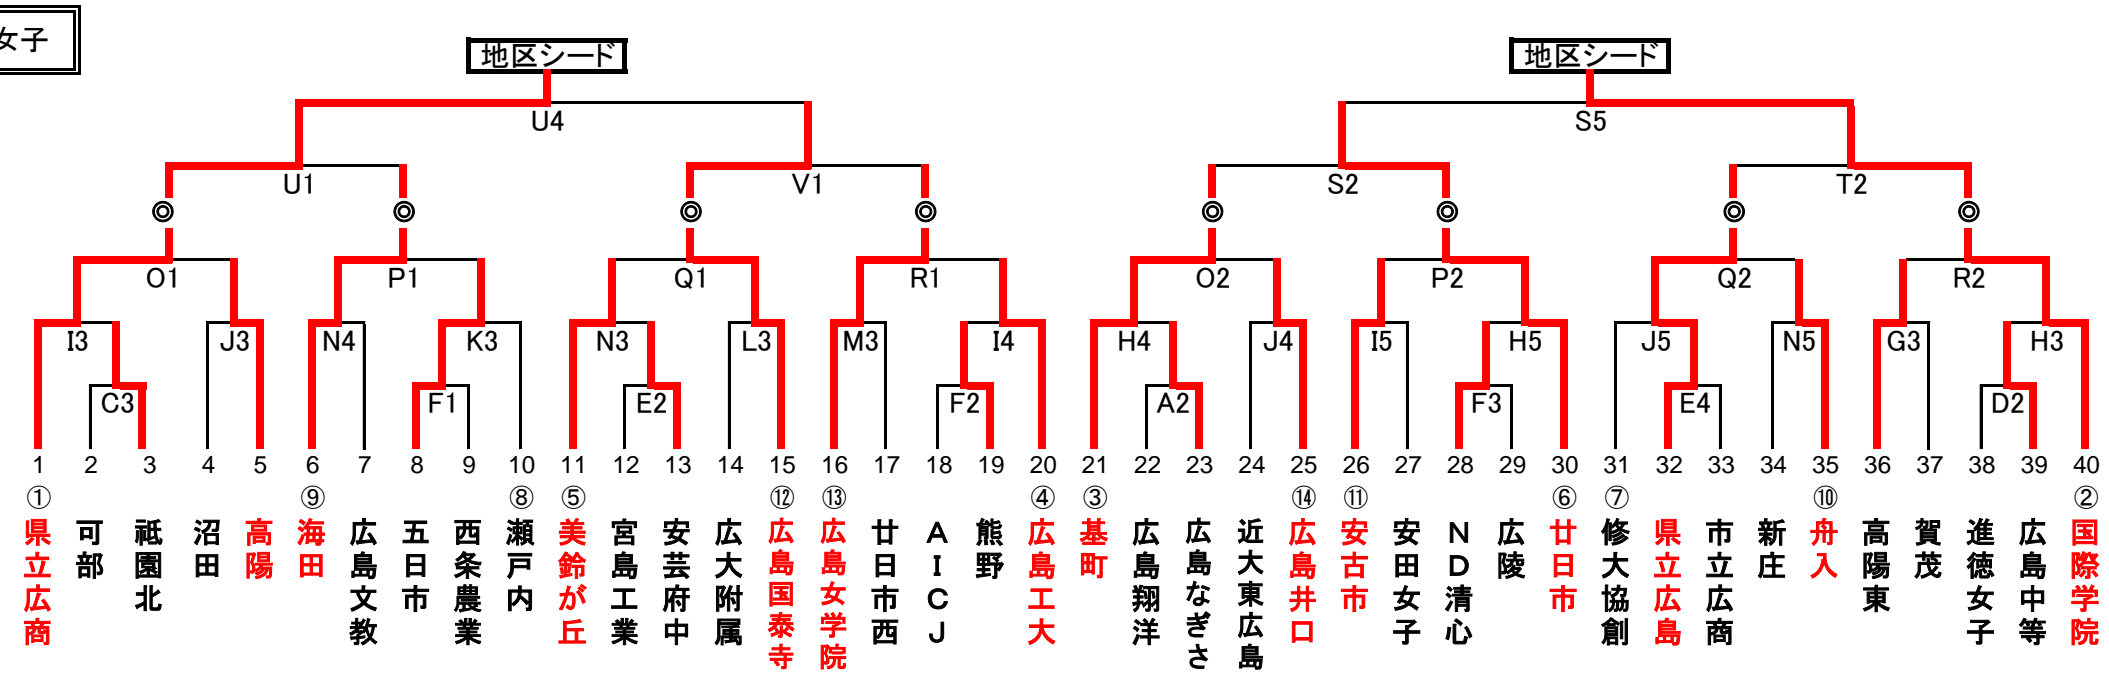 女子
地区シード 地区シード
U4 S5
U1 V1 S2 T2
◎ ◎ ◎ ◎ ◎ ◎ ◎ ◎
O1 P1 Q1 R1 O2 P2 Q2 R2
I3 J3 N4 K3 N3 L3 M3 I4 H4 J4 I5 H5 J5 N5 G3 H3
C3 F1 E2 F2 A2 F3 E4 D2
1 2 3 4 5 6 7 8 9 10 11 12 13 14 15 16 17 18 19 20 21 22 23 24 25 26 27 28 29 30 31 32 33 34 35 36 37 38 39 40
① ⑨ ⑧ ⑤ ⑫ ⑬ ④ ③ ⑭ ⑪ ⑥ ⑦ ⑩ ②
県立広商
可部
祗園北
沼田
高陽
海田
広島文教
五日市
西条農業
瀬戸内
美鈴が丘
宮島工業
安芸府中
広大附属
広島国泰寺
広島女学院
廿日市西
ＡＩＣＪ
熊野
広島工大
基町
広島翔洋
広島なぎさ
近大東広島
広島井口
安古市
安田女子
ＮＤ清心
広陵
廿日市
修大協創
県立広島
市立広商
新庄
舟入
高陽東
賀茂
進徳女子
広島中等
国際学院